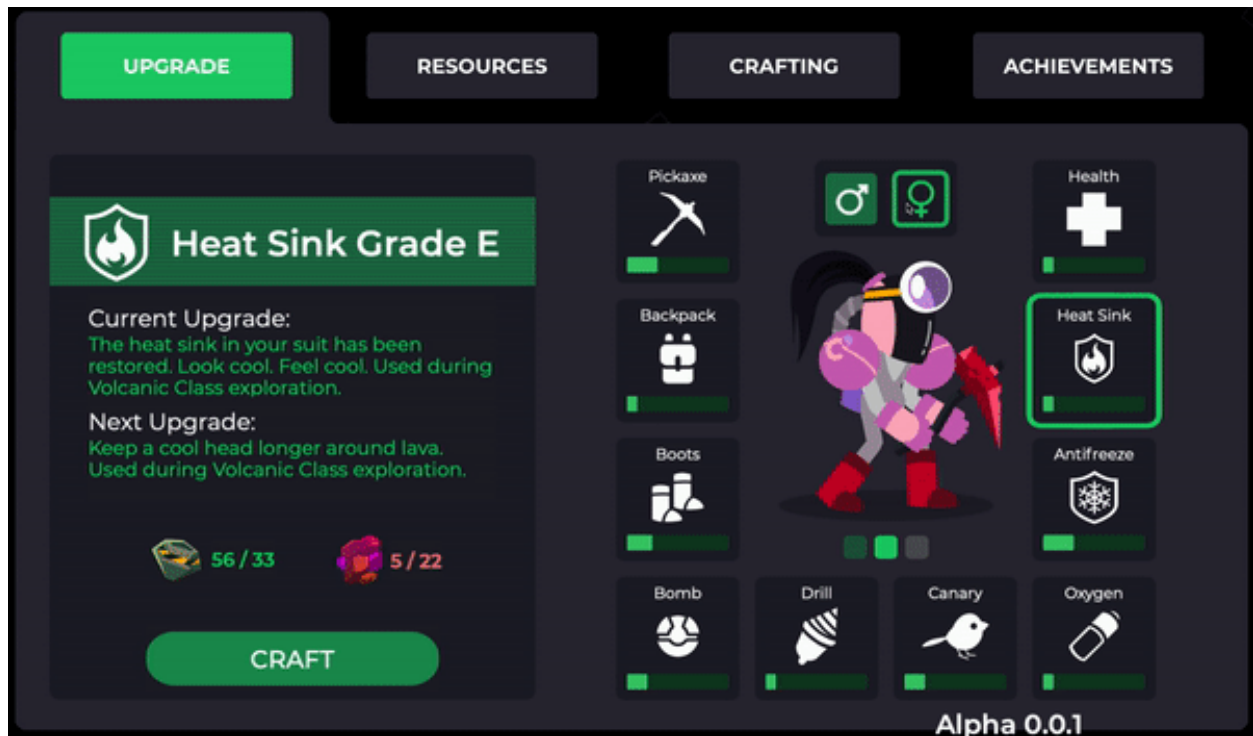 UPGRADE
RESOURCES
CRAFTING
ACHIEVEMENTS
Heat Sink Grade E
Current Upgrade:
The heat sink in your suit has been
restored. Look cool. Feel cool. Used during
Volcanic Class exploration.
Next Upgrade:
Keep a cool head longer around lava.
Used during Volcanic Class exploration.
56 / 33
5 / 22
CRAFT
Pickaxe
Health
Backpack
Heat Sink
Boots
Antifreeze
Bomb
Drill
Canary
Oxygen
Alpha 0.0.1